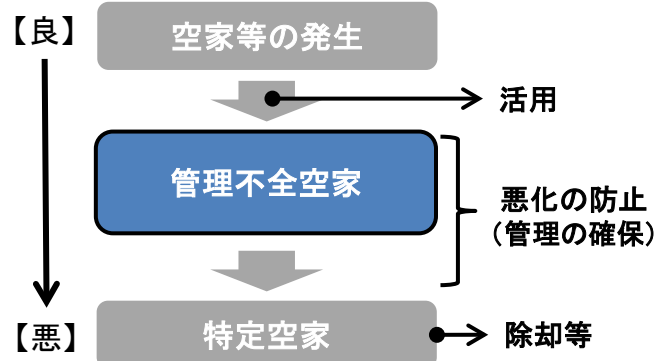 【良】
空家等の発生
活用
管理不全空家
悪化の防止
（管理の確保）
【悪】
特定空家
除却等